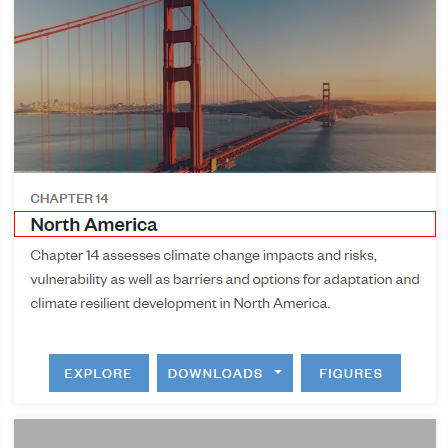 CHAPTER 14
North America
Chapter 14 assesses climate change impacts and risks,
vulnerability as well as barriers and options for adaptation and
climate resilient development in North America.
EXPLORE DOWNLOADS FIGURES